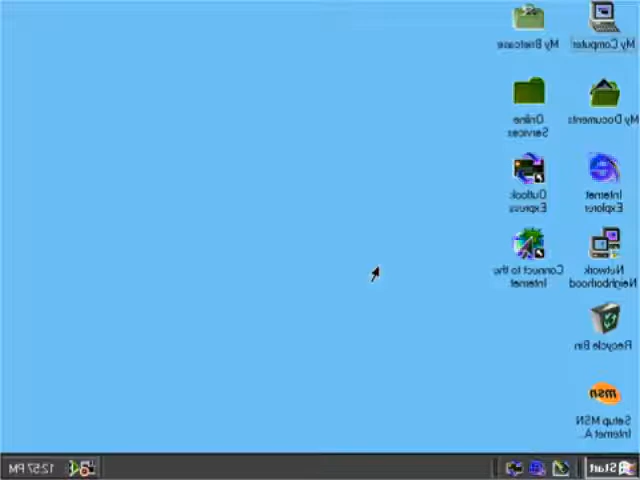 My Computer
My Briefcase
My Documents
Online
Services
Internet
Explorer
Outlook
Express
Network
Neighborhood
Connect to the
Internet
Recycle Bin
msn
Setup MSN
Internet A...
Start
12:57 PM